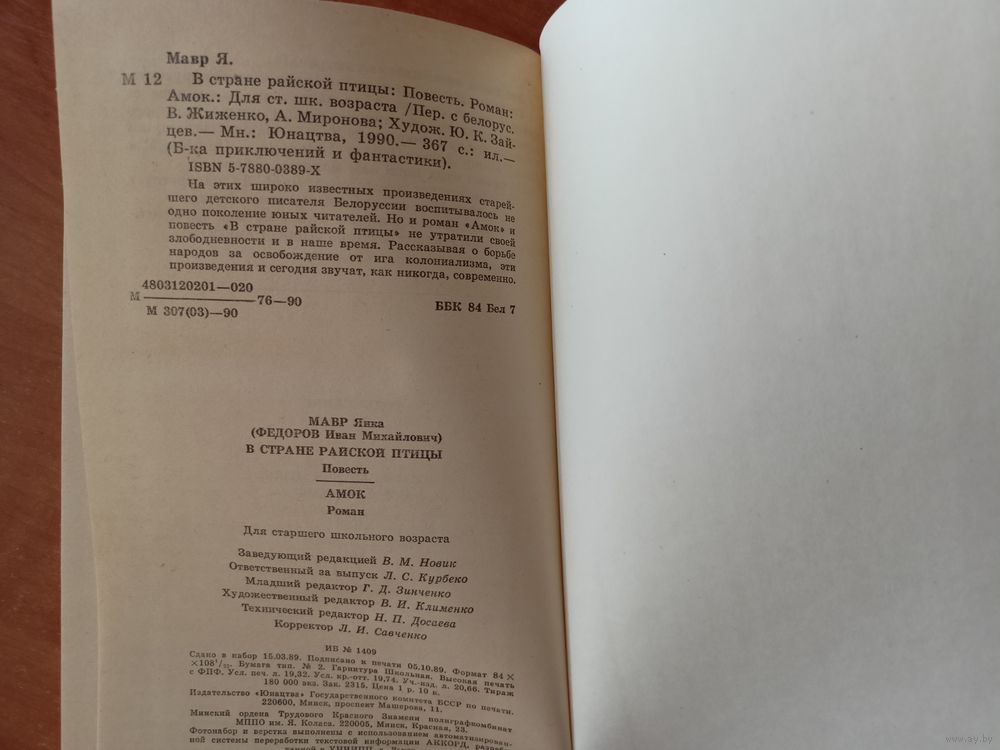 Мавр Я.
М 12 В стране райской птицы: Повесть. Роман:
Амок.: Для ст. шк. возраста /Пер. с белорус.
В. Жиженко, А. Миронова; Худож. Ю. К. Зай-
цев.— Мн.: Юнацтва, 1990.— 367 с.: ил.—
(Б-ка приключений и фантастики).
ISBN 5-7880-0389-X
На этих широко известных произведениях старей-
шего детского писателя Белоруссии воспитывалось не
одно поколение юных читателей. Но и роман «Амок» и
повесть «В стране райской птицы» не утратили своей
злободневности и в наше время. Рассказывая о борьбе
народов за освобождение от ига колониализма, эти
произведения и сегодня звучат, как никогда, современно.
4803120201—020
М 76—90
М 307(03)—90
ББК 84 Бел 7
МАВР Янка
(ФЕДОРОВ Иван Михайлович)
В СТРАНЕ РАЙСКОЙ ПТИЦЫ
Повесть
АМОК
Роман
Для старшего школьного возраста
Заведующий редакцией В. М. Новик
Ответственный за выпуск Л. С. Курбеко
Младший редактор Г. Д. Зинченко
Художественный редактор В. И. Клименко
Технический редактор Н. П. Досаева
Корректор Л. И. Савченко
ИБ № 1409
Сдано в набор 15.03.89. Подписано к печати 05.10.89. Формат 84×
×108¹/₃₂. Бумага тип. № 2. Гарнитура Школьная. Высокая печать
с ФПФ. Усл. печ. л. 19,32. Усл. кр.-отт. 19,74. Уч.-изд. л. 20,66. Тираж
180 000 экз. Зак. 2315. Цена 1 р. 10 к.
Издательство «Юнацтва» Государственного комитета БССР по печати.
220600, Минск, проспект Машерова, 11.
Минский ордена Трудового Красного Знамени полиграфкомбинат
МППО им. Я. Коласа. 220005, Минск, Красная, 23.
Фотонабор и верстка выполнены с использованием автоматизирован-
ной системы переработки текстовой информации АККОРД,
www.ay.by